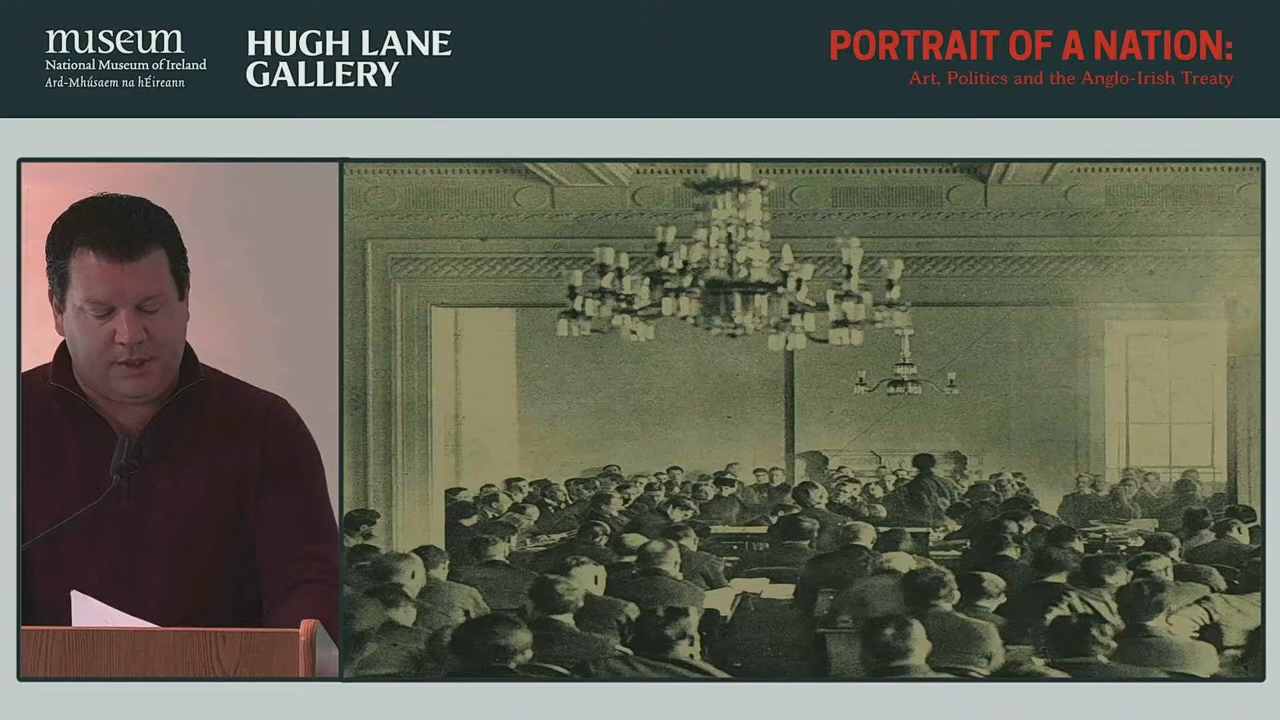 museum
National Museum of Ireland
Ard-Mhúsaem na hÉireann
HUGH LANE
GALLERY
PORTRAIT OF A NATION:
Art, Politics and the Anglo-Irish Treaty